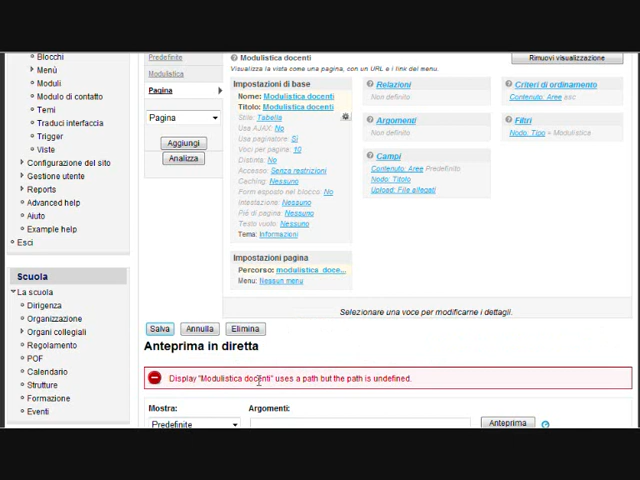 Blocchi
Menù
Moduli
Modulo di contatto
Temi
Traduci interfaccia
Trigger
Viste
Configurazione del sito
Gestione utente
Reports
Advanced help
Aiuto
Example help
Esci
Scuola
La scuola
Dirigenza
Organizzazione
Organi collegiali
Regolamento
POF
Calendario
Strutture
Formazione
Eventi
Predefinite
Modulistica
Pagina
Pagina
Aggiungi
Analizza
Modulistica docenti
Rimuovi visualizzazione
Visualizza la vista come una pagina, con un URL e i link del menu.
Impostazioni di base
Nome: Modulistica docenti
Titolo: Modulistica docenti
Stile: Tabella
Usa AJAX: No
Usa paginatore: Sì
Voci per pagina: 10
Distinta: No
Accesso: Senza restrizioni
Caching: Nessuno
Form esposto nel blocco: No
Intestazione: Nessuno
Piè di pagina: Nessuno
Testo vuoto: Nessuno
Tema: Informazioni
Impostazioni pagina
Percorso: modulistica_doce...
Menu: Nessun menu
Relazioni
Non definito
Argomenti
Non definito
Campi
Contenuto: Aree Predefinito
Nodo: Titolo
Upload: File allegati
Criteri di ordinamento
Contenuto: Aree asc
Filtri
Nodo: Tipo = Modulistica
Selezionare una voce per modificarne i dettagli.
Salva
Annulla
Elimina
Anteprima in diretta
Display "Modulistica docenti" uses a path but the path is undefined.
Mostra:
Argomenti:
Predefinite
Anteprima